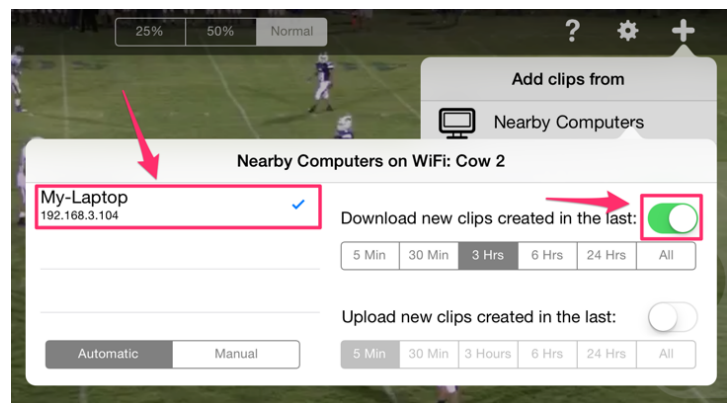 25% 50% Normal ?
Add clips from
Nearby Computers
Nearby Computers on WiFi: Cow 2
My-Laptop
192.168.3.104
Download new clips created in the last:
5 Min 30 Min 3 Hrs 6 Hrs 24 Hrs All
Upload new clips created in the last:
Automatic Manual
5 Min 30 Min 3 Hours 6 Hrs 24 Hrs All